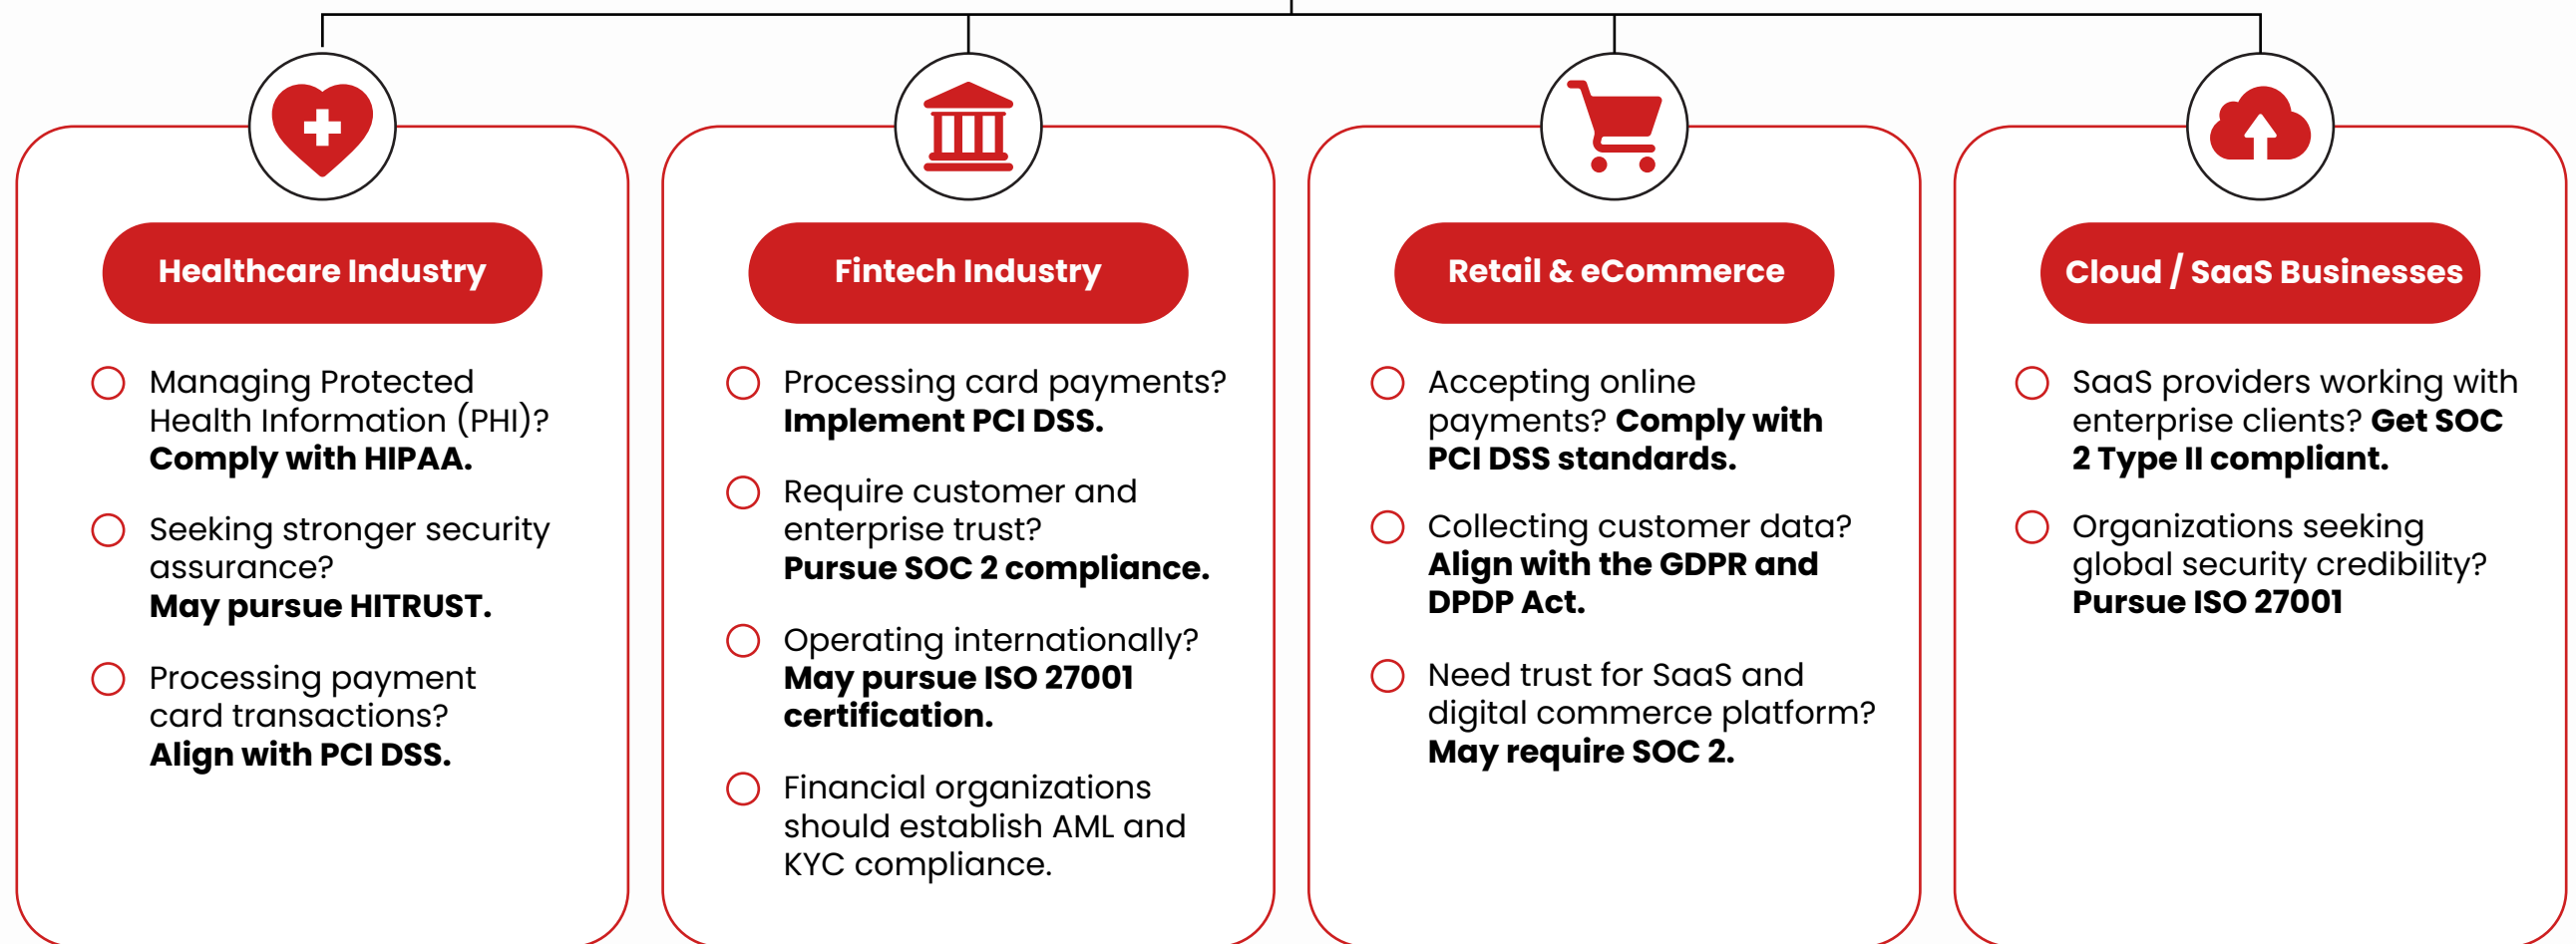 Healthcare Industry
Managing Protected
Health Information (PHI)?
Comply with HIPAA.
Seeking stronger security
assurance?
May pursue HITRUST.
Processing payment
card transactions?
Align with PCI DSS.
Fintech Industry
Processing card payments?
Implement PCI DSS.
Require customer and
enterprise trust?
Pursue SOC 2 compliance.
Operating internationally?
May pursue ISO 27001
certification.
Financial organizations
should establish AML and
KYC compliance.
Retail & eCommerce
Accepting online
payments? Comply with
PCI DSS standards.
Collecting customer data?
Align with the GDPR and
DPDP Act.
Need trust for SaaS and
digital commerce platform?
May require SOC 2.
Cloud / SaaS Businesses
SaaS providers working with
enterprise clients? Get SOC
2 Type II compliant.
Organizations seeking
global security credibility?
Pursue ISO 27001